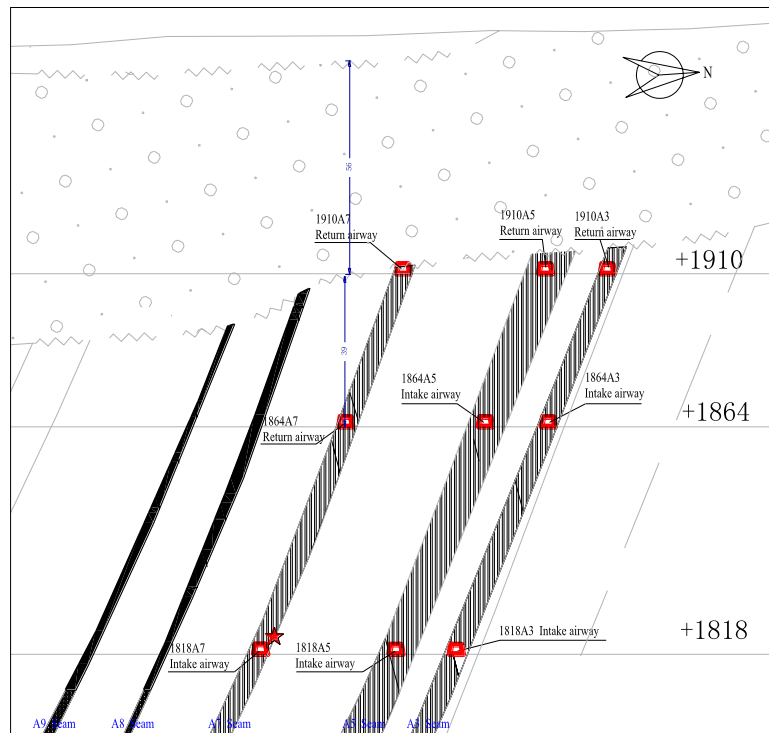 N
56
1910A7
Return airway
1910A5
Return airway
1910A3
Return airway
+1910
39
1864A7
Return airway
1864A5
Intake airway
1864A3
Intake airway
+1864
1818A7
Intake airway
1818A5
Intake airway
1818A3 Intake airway
+1818
A9 Seam
A8 Seam
A7 Seam
A5 Seam
A3 Seam